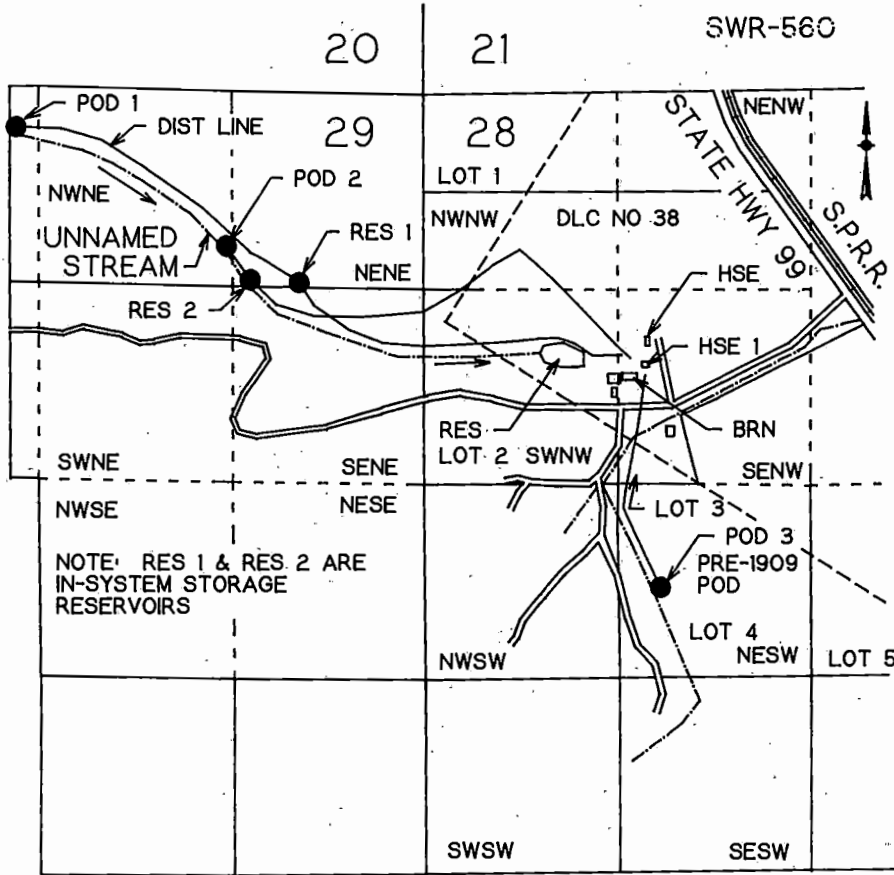 SWR-560
20
21
POD 1
DIST LINE
29
28
NENW
STATE HWY 99
S.P.R.R.
NWNE
POD 2
LOT 1
NWNW
DLC NO 38
UNNAMED
STREAM
RES 1
NENE
RES 2
HSE
HSE 1
RES
BRN
LOT 2
SWNW
SWNE
SENE
SENW
NWSE
NESE
LOT 3
POD 3
PRE-1909
POD
NOTE: RES 1 & RES 2 ARE
IN-SYSTEM STORAGE
RESERVOIRS
LOT 4
NWSW
NESW
LOT 5
SWSW
SESW